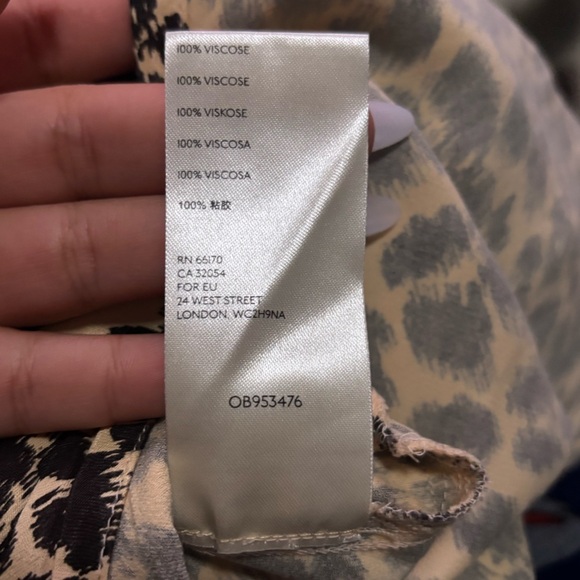 100% VISCOSE
100% VISCOSE
100% VISKOSE
100% VISCOSA
100% VISCOSA
100% 粘胶
RN 66170
CA 32054
FOR EU
24 WEST STREET
LONDON, WC2H9NA
OB953476